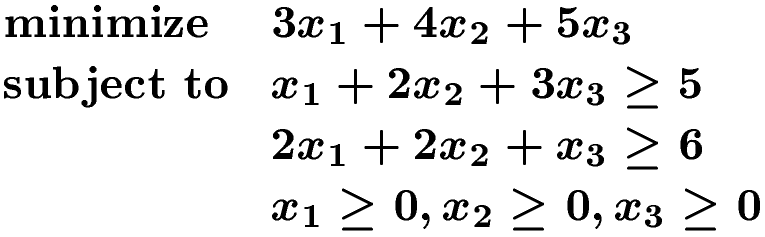 minimize 3x₁ + 4x₂ + 5x₃
subject to x₁ + 2x₂ + 3x₃ ≥ 5
2x₁ + 2x₂ + x₃ ≥ 6
x₁ ≥ 0, x₂ ≥ 0, x₃ ≥ 0